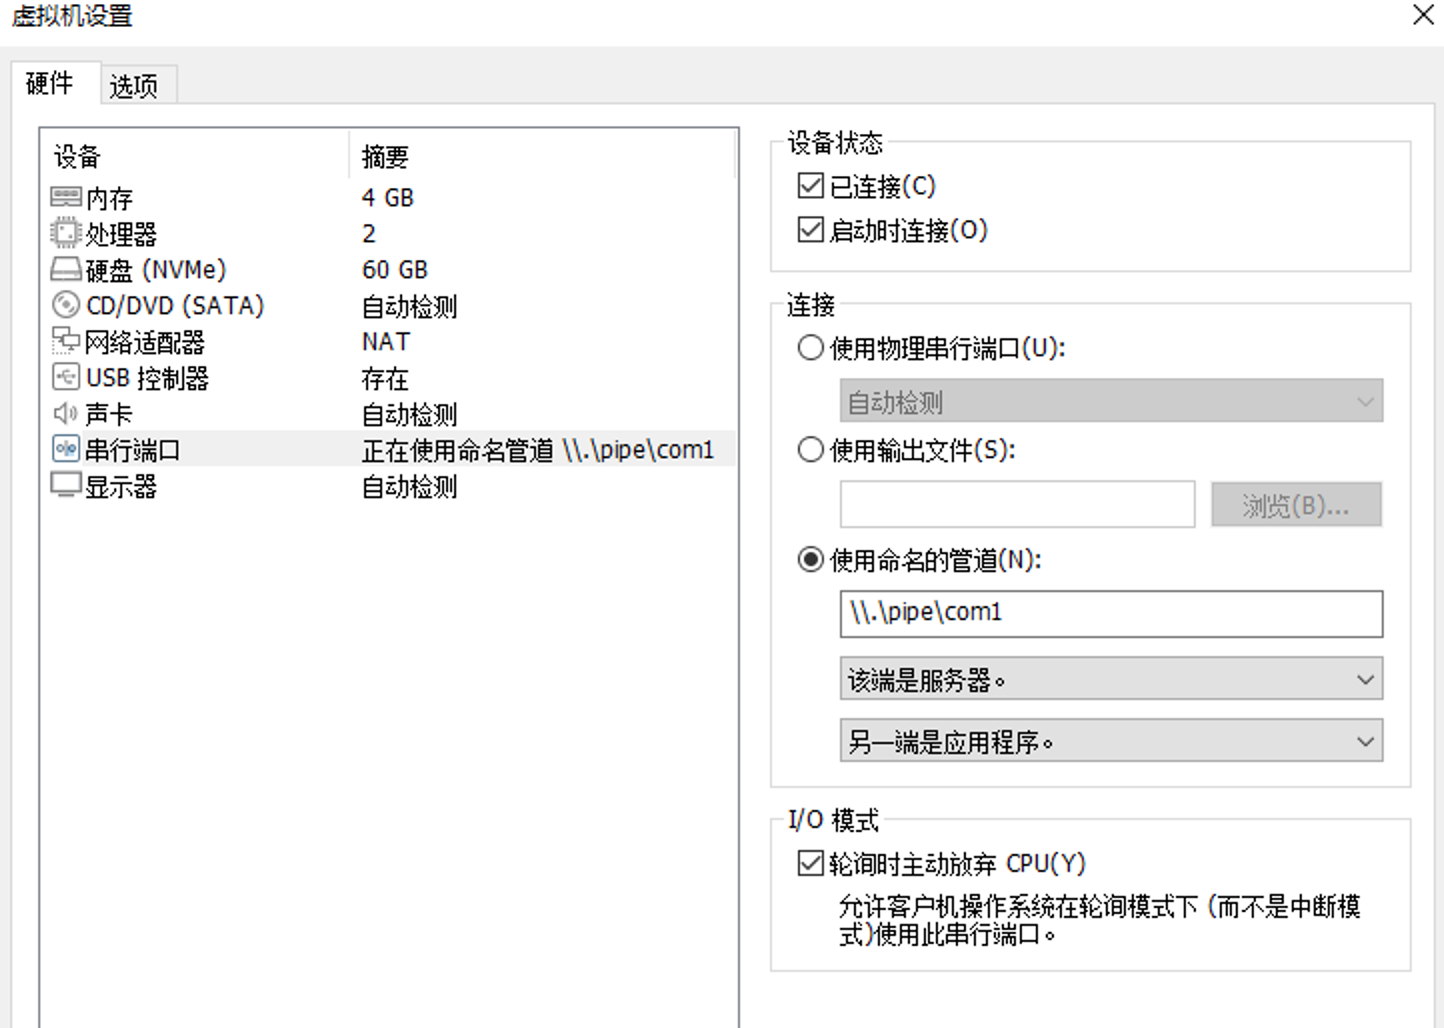 虚拟机设置
硬件 选项
设备 摘要
内存 4 GB
处理器 2
硬盘 (NVMe) 60 GB
CD/DVD (SATA) 自动检测
网络适配器 NAT
USB 控制器 存在
声卡 自动检测
串行端口 正在使用命名管道 \\.\pipe\com1
显示器 自动检测
设备状态
已连接(C)
启动时连接(O)
连接
使用物理串行端口(U):
自动检测
使用输出文件(S):
浏览(B)...
使用命名的管道(N):
\\.\pipe\com1
该端是服务器。
另一端是应用程序。
I/O 模式
轮询时主动放弃 CPU(Y)
允许客户机操作系统在轮询模式下 (而不是中断模
式)使用此串行端口。